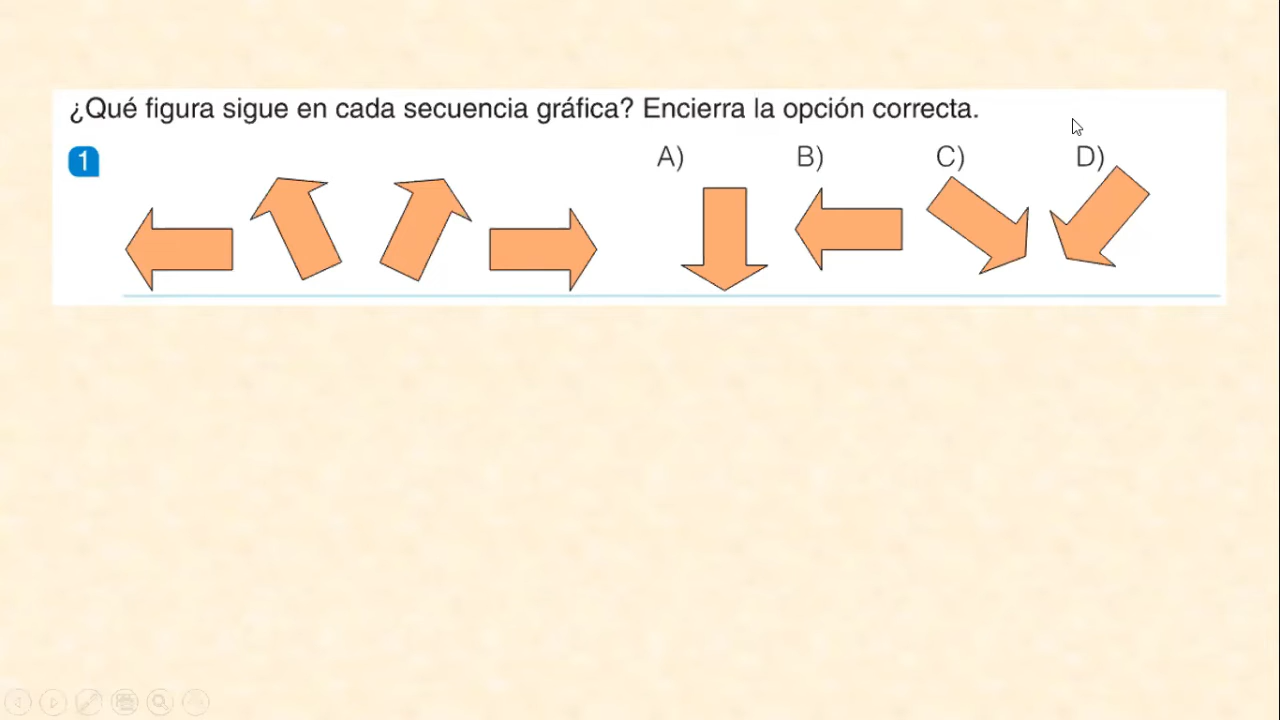 ¿Qué figura sigue en cada secuencia gráfica? Encierra la opción correcta.
1
A) B) C) D)